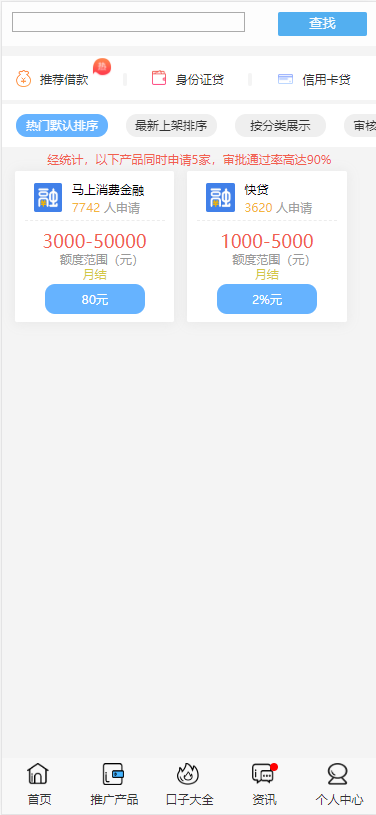 查找
推荐借款 热 身份证贷 信用卡贷
热门默认排序 最新上架排序 按分类展示 审核
经统计，以下产品同时申请5家，审批通过率高达90%
融 马上消费金融 融 快贷
7742 人申请 3620 人申请
3000-50000 1000-5000
额度范围（元） 额度范围（元）
月结 月结
80元 2%元
首页 推广产品 口子大全 资讯 个人中心